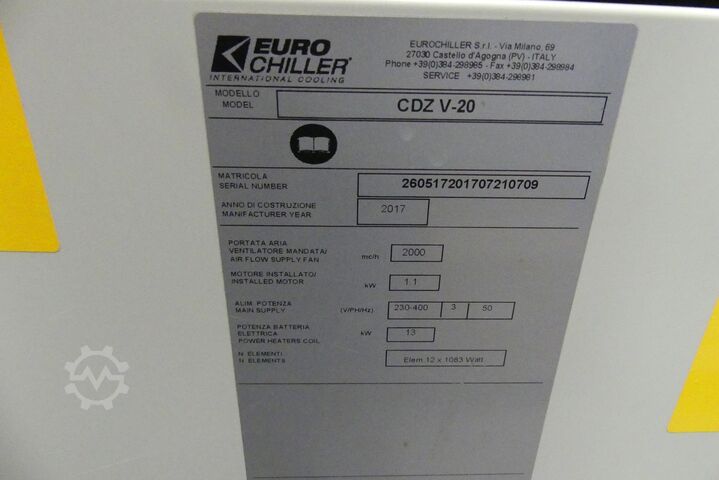 EURO
CHILLER
INTERNATIONAL COOLING
EUROCHILLER S.r.l. - Via Milano, 69
27030 Castello d'Agogna (PV) - ITALY
Phone +39(0)384-298985 - Fax +39(0)384-298984
SERVICE +39(0)384-298981
MODELLO
MODEL
CDZ V-20
MATRICOLA
SERIAL NUMBER
260517201707210709
ANNO DI COSTRUZIONE
MANIFACTURER YEAR
2017
PORTATA ARIA
VENTILATORE MANDATA/
AIR FLOW SUPPLY FAN
mc/h
2000
MOTORE INSTALLATO/
INSTALLED MOTOR
kW
1.1
ALIM. POTENZA
MAIN SUPPLY
(V/PH/Hz)
230-400
3
50
POTENZA BATTERIA
ELETTRICA
POWER HEATERS COIL
kW
13
N. ELEMENTI
N. ELEMENTS
Elem.12 x 1083 Watt